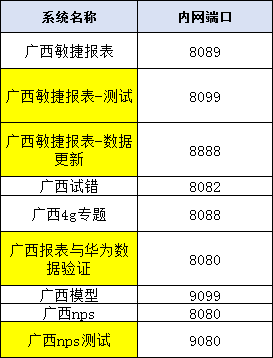 系统名称 内网端口
广西敏捷报表 8089
广西敏捷报表-测试 8099
广西敏捷报表-数据
更新 8888
广西试错 8082
广西4g专题 8088
广西报表与华为数
据验证 8080
广西模型 9099
广西nps 8080
广西nps测试 9080